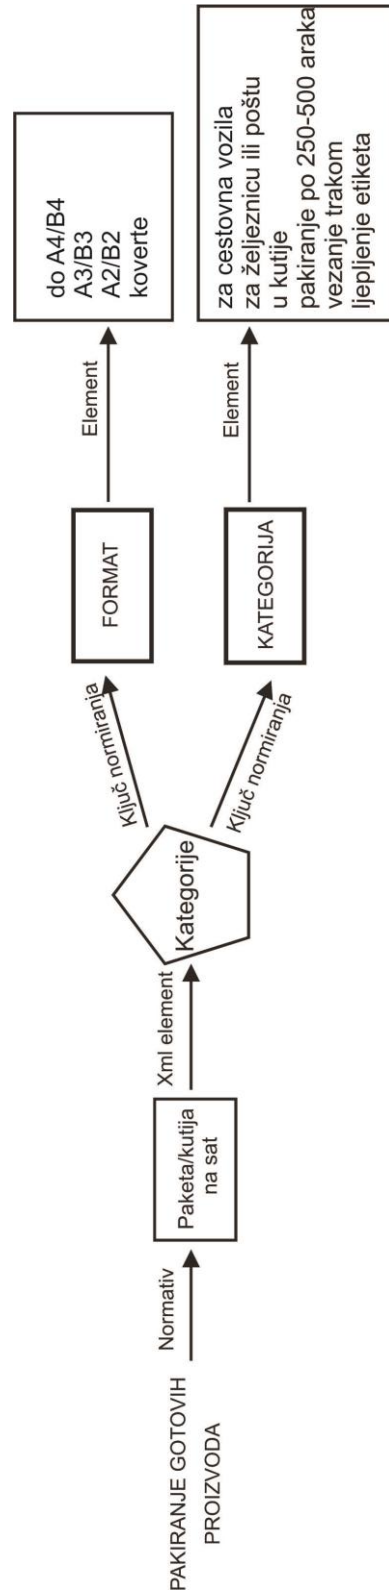 PAKIRANJE GOTOVIH
PROIZVODA
Normativ
Paketa/kutija
na sat
Xml element
Kategorije
Ključ normiranja
FORMAT
Element
do A4/B4
A3/B3
A2/B2
koverte
Ključ normiranja
KATEGORIJA
Element
za cestovna vozila
za željeznicu ili poštu
u kutije
pakiranje po 250-500 araka
vezanje trakom
ljepljenje etiketa